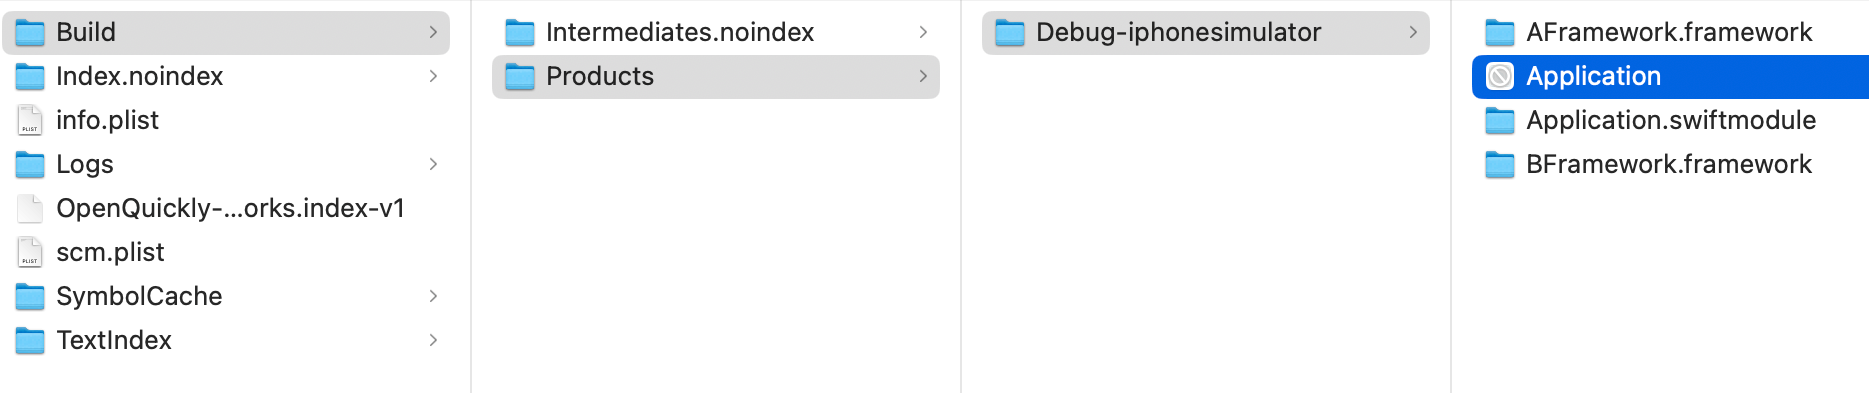 Build
Index.noindex
info.plist
Logs
OpenQuickly-...orks.index-v1
scm.plist
SymbolCache
TextIndex
Intermediates.noindex
Products
Debug-iphonesimulator
AFramework.framework
Application
Application.swiftmodule
BFramework.framework